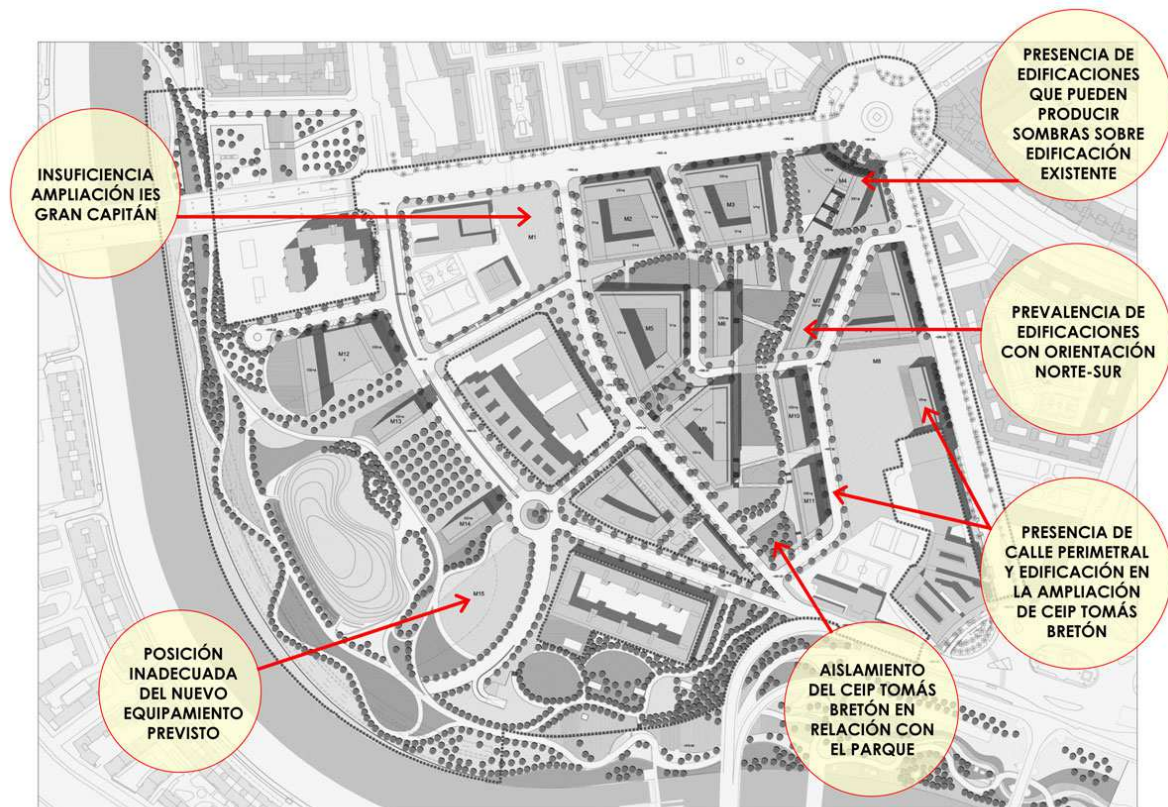 PRESENCIA DE
EDIFICACIONES
QUE PUEDEN
PRODUCIR
SOMBRAS SOBRE
EDIFICACIÓN
EXISTENTE
INSUFICIENCIA
AMPLIACIÓN IES
GRAN CAPITÁN
PREVALENCIA DE
EDIFICACIONES
CON ORIENTACIÓN
NORTE-SUR
PRESENCIA DE
CALLE PERIMETRAL
Y EDIFICACIÓN EN
LA AMPLIACIÓN
DE CEIP TOMÁS
BRETÓN
POSICIÓN
INADECUADA
DEL NUEVO
EQUIPAMIENTO
PREVISTO
AISLAMIENTO
DEL CEIP TOMÁS
BRETÓN EN
RELACIÓN CON
EL PARQUE
M1
M2
M3
M4
M5
M6
M7
M8
M9
M10
M11
M12
M13
M14
M15